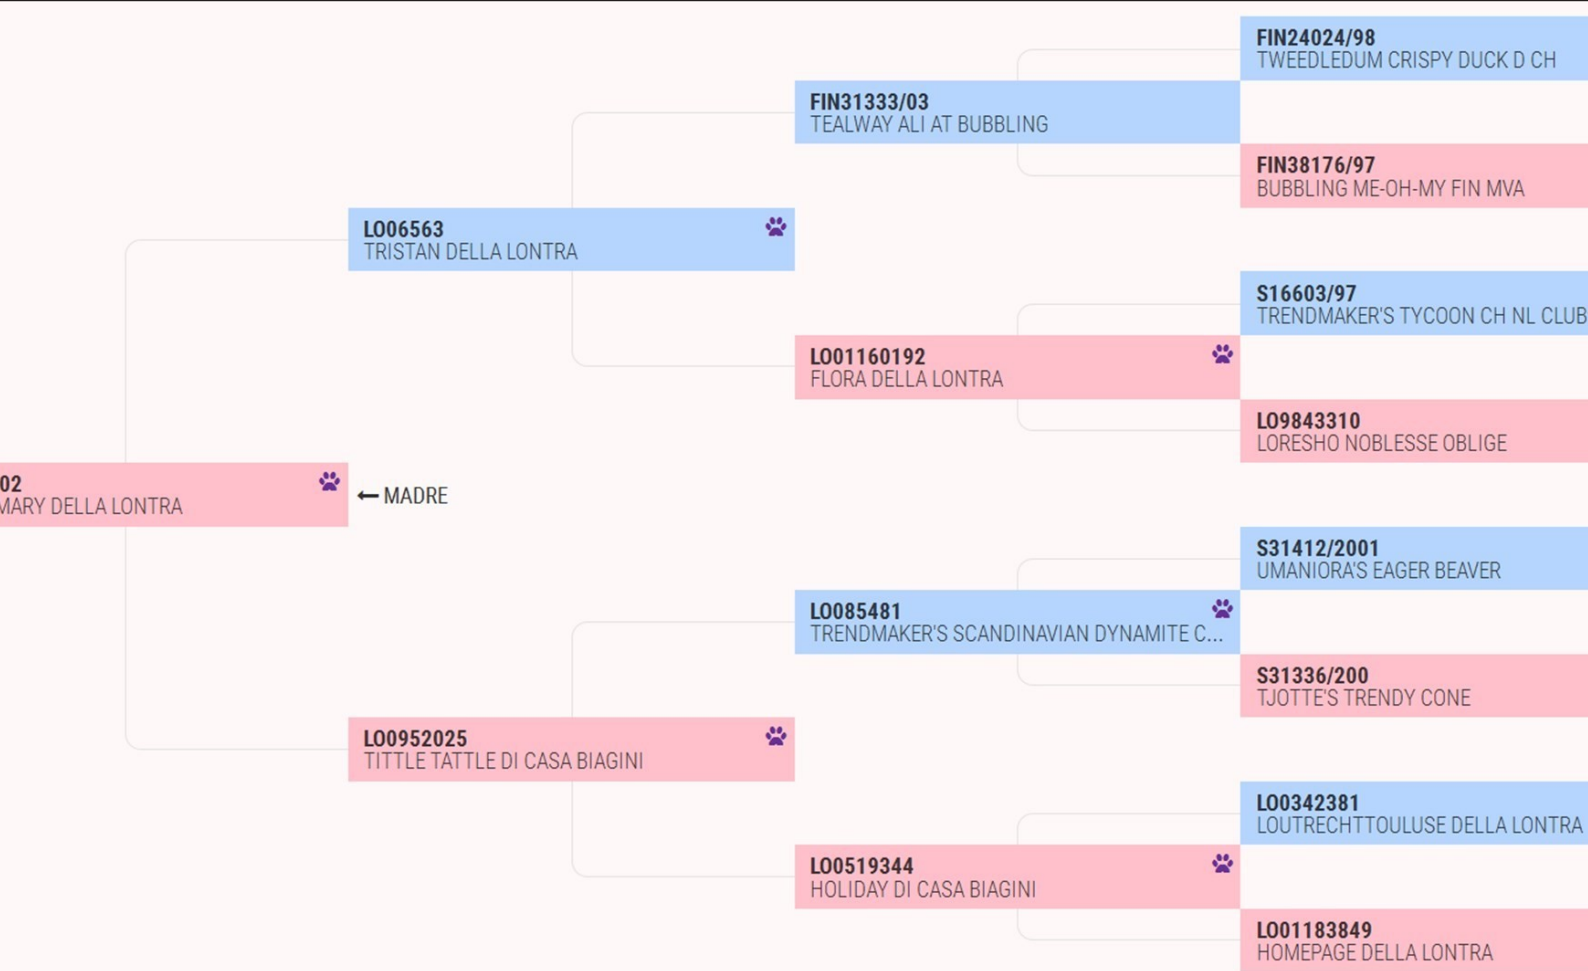 FIN24024/98
TWEEDLEDUM CRISPY DUCK D CH
FIN31333/03
TEALWAY ALI AT BUBBLING
FIN38176/97
BUBBLING ME-OH-MY FIN MVA
LO06563
TRISTAN DELLA LONTRA
S16603/97
TRENDMAKER'S TYCOON CH NL CLUB
LO01160192
FLORA DELLA LONTRA
LO9843310
LORESHO NOBLESSE OBLIGE
02
MARY DELLA LONTRA
← MADRE
S31412/2001
UMANIORA'S EAGER BEAVER
LO085481
TRENDMAKER'S SCANDINAVIAN DYNAMITE C...
S31336/200
TJOTTE'S TRENDY CONE
LO0952025
TITTLE TATTLE DI CASA BIAGINI
LO0342381
LOUTRECHTTOULUSE DELLA LONTRA
LO0519344
HOLIDAY DI CASA BIAGINI
LO01183849
HOMEPAGE DELLA LONTRA